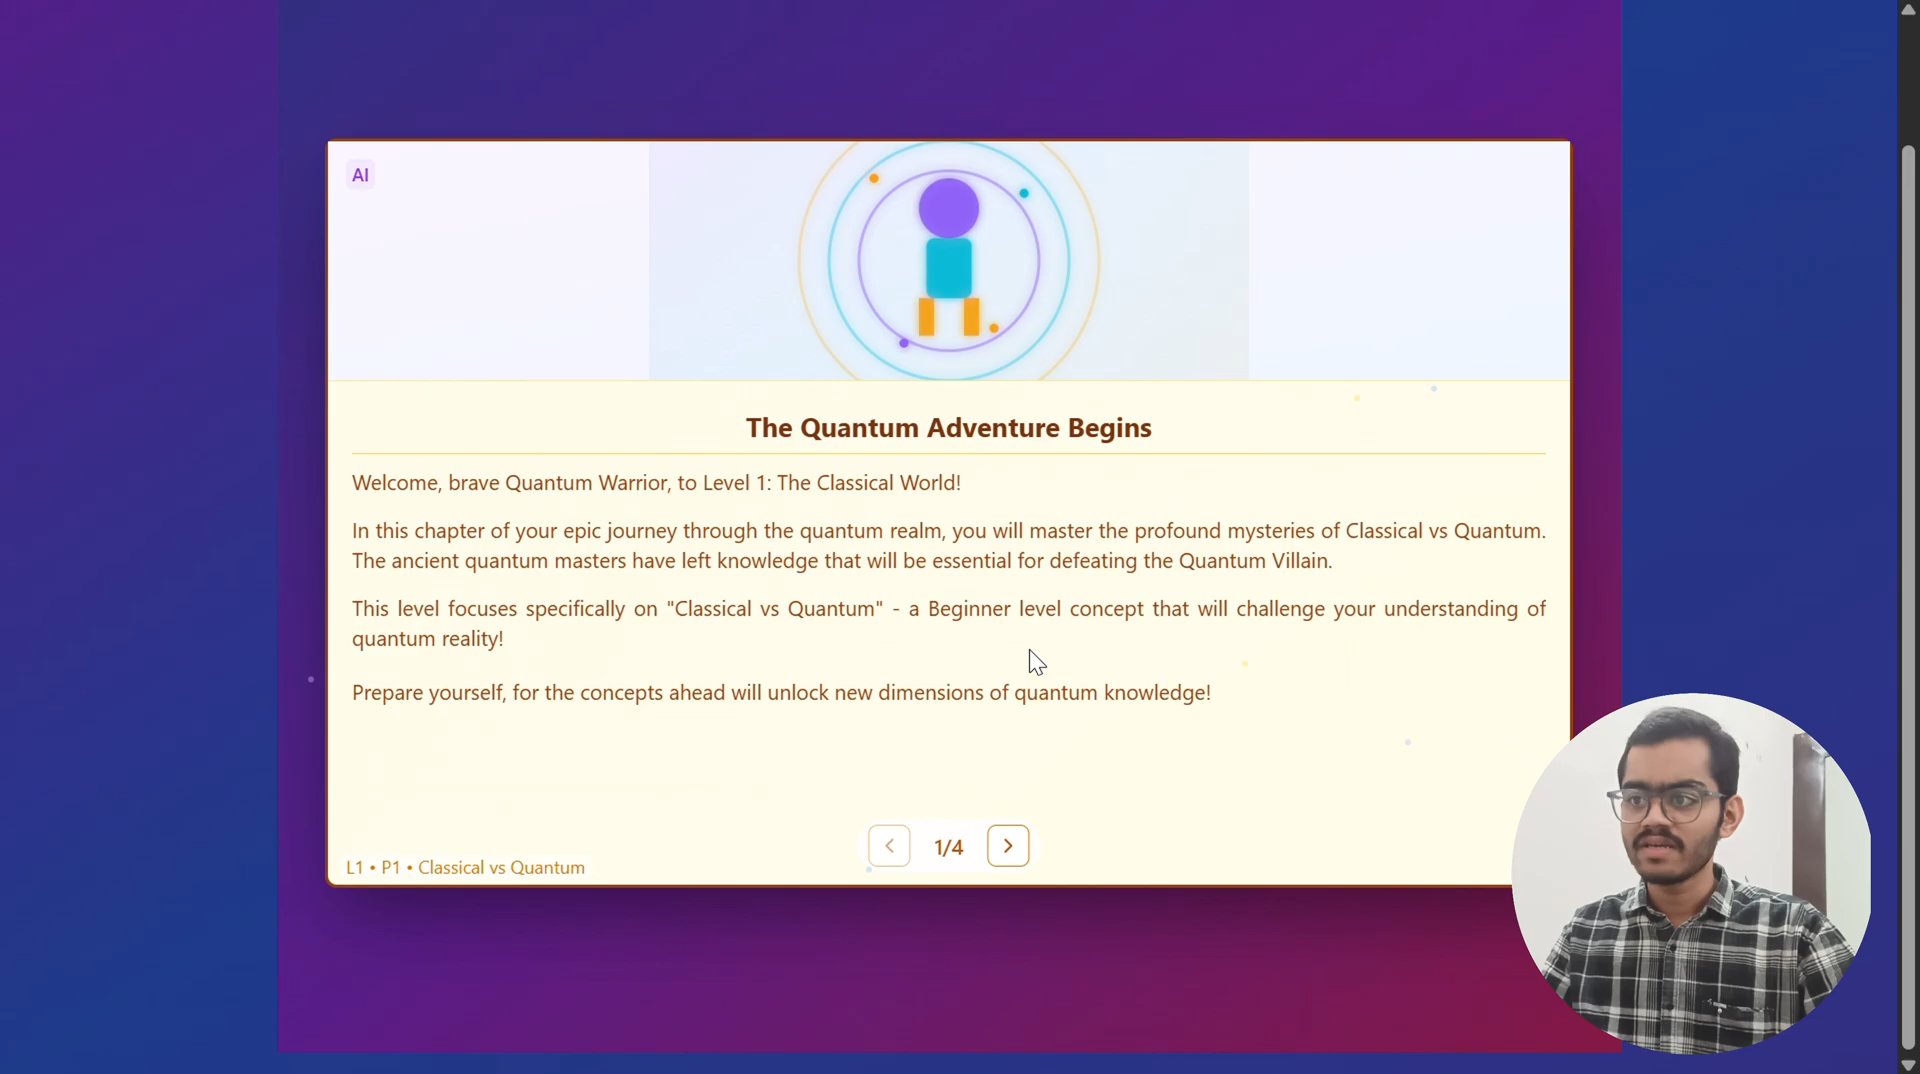 AI
The Quantum Adventure Begins
Welcome, brave Quantum Warrior, to Level 1: The Classical World!
In this chapter of your epic journey through the quantum realm, you will master the profound mysteries of Classical vs Quantum.
The ancient quantum masters have left knowledge that will be essential for defeating the Quantum Villain.
This level focuses specifically on "Classical vs Quantum" - a Beginner level concept that will challenge your understanding of
quantum reality!
Prepare yourself, for the concepts ahead will unlock new dimensions of quantum knowledge!
1/4
L1 • P1 • Classical vs Quantum